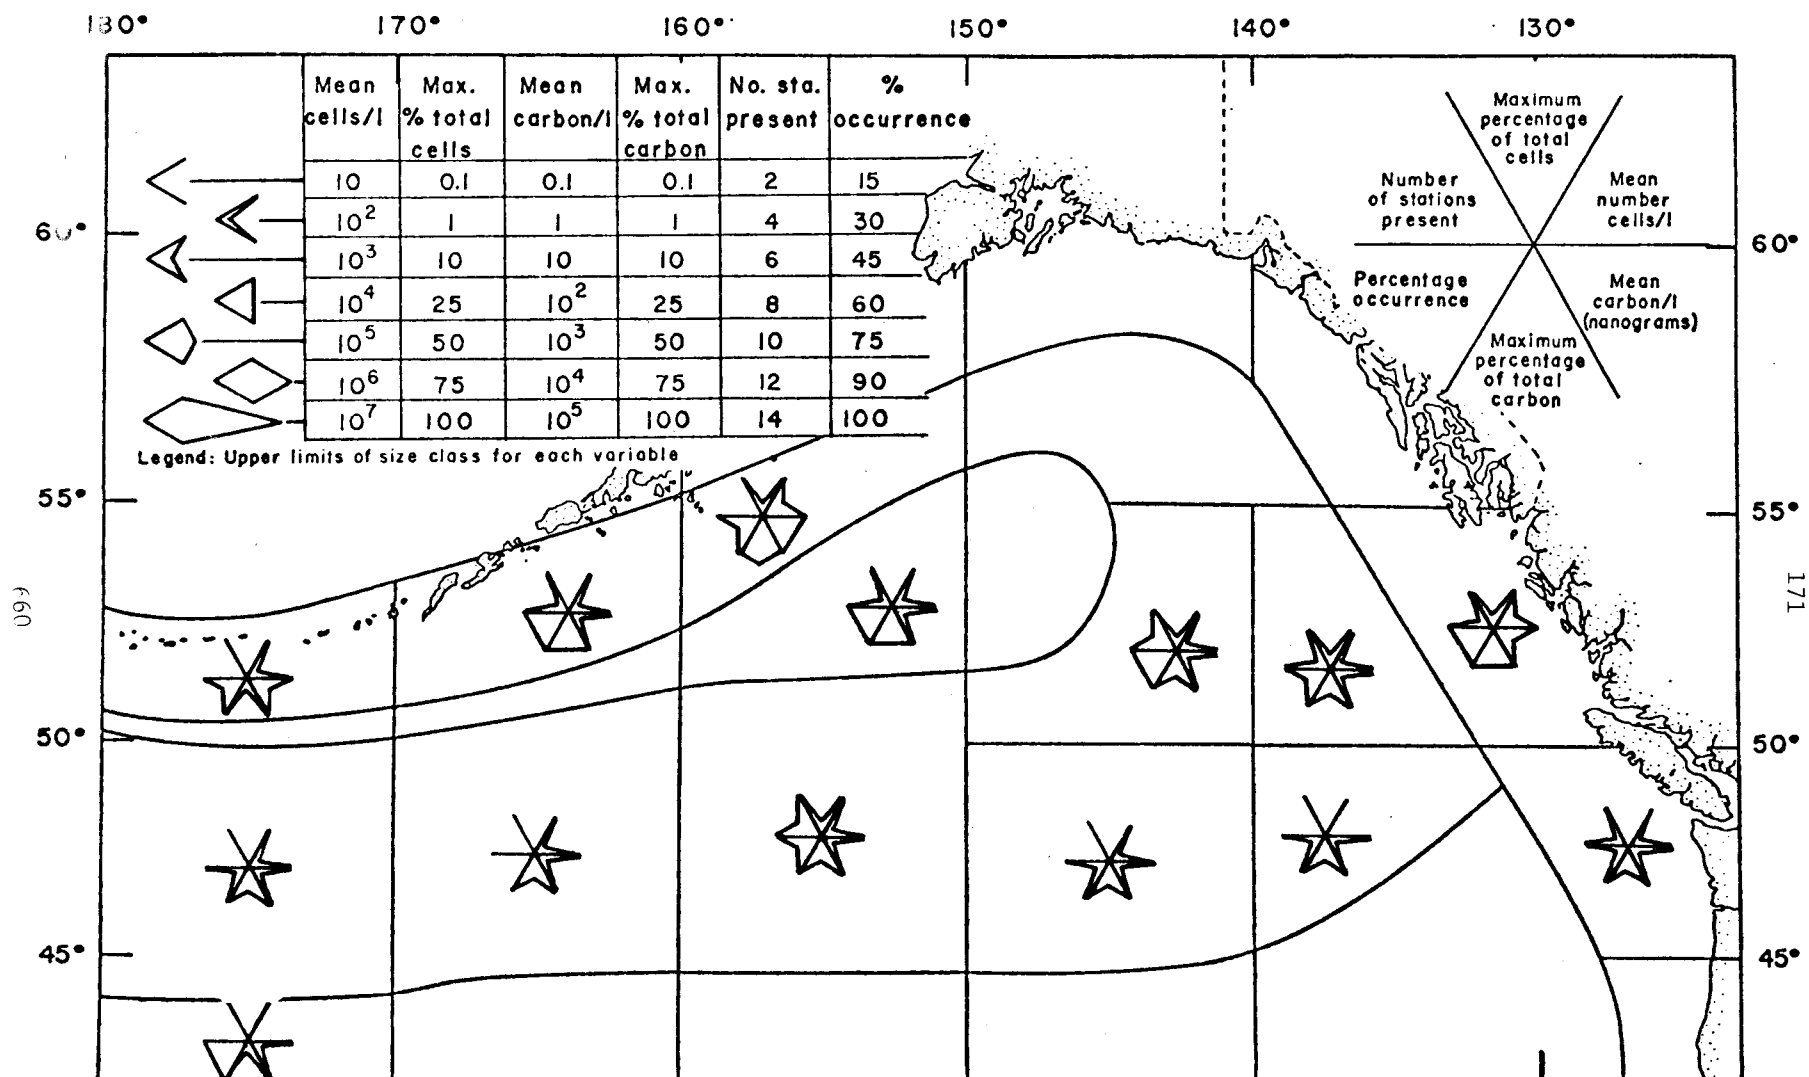 180° 170° 160° 150° 140° 130°
Mean cells/l Max. % total cells Mean carbon/l Max. % total carbon No. sta. present % occurrence
10 0.1 0.1 0.1 2 15
10² 1 1 1 4 30
10³ 10 10 10 6 45
10⁴ 25 10² 25 8 60
10⁵ 50 10³ 50 10 75
10⁶ 75 10⁴ 75 12 90
10⁷ 100 10⁵ 100 14 100
Legend: Upper limits of size class for each variable
Maximum
percentage
of total
cells
Number
of stations
present
Mean
number
cells/l
Percentage
occurrence
Mean
carbon/l
(nanograms)
Maximum
percentage
of total
carbon
60° 60°
55° 55°
50° 50°
45° 45°
171